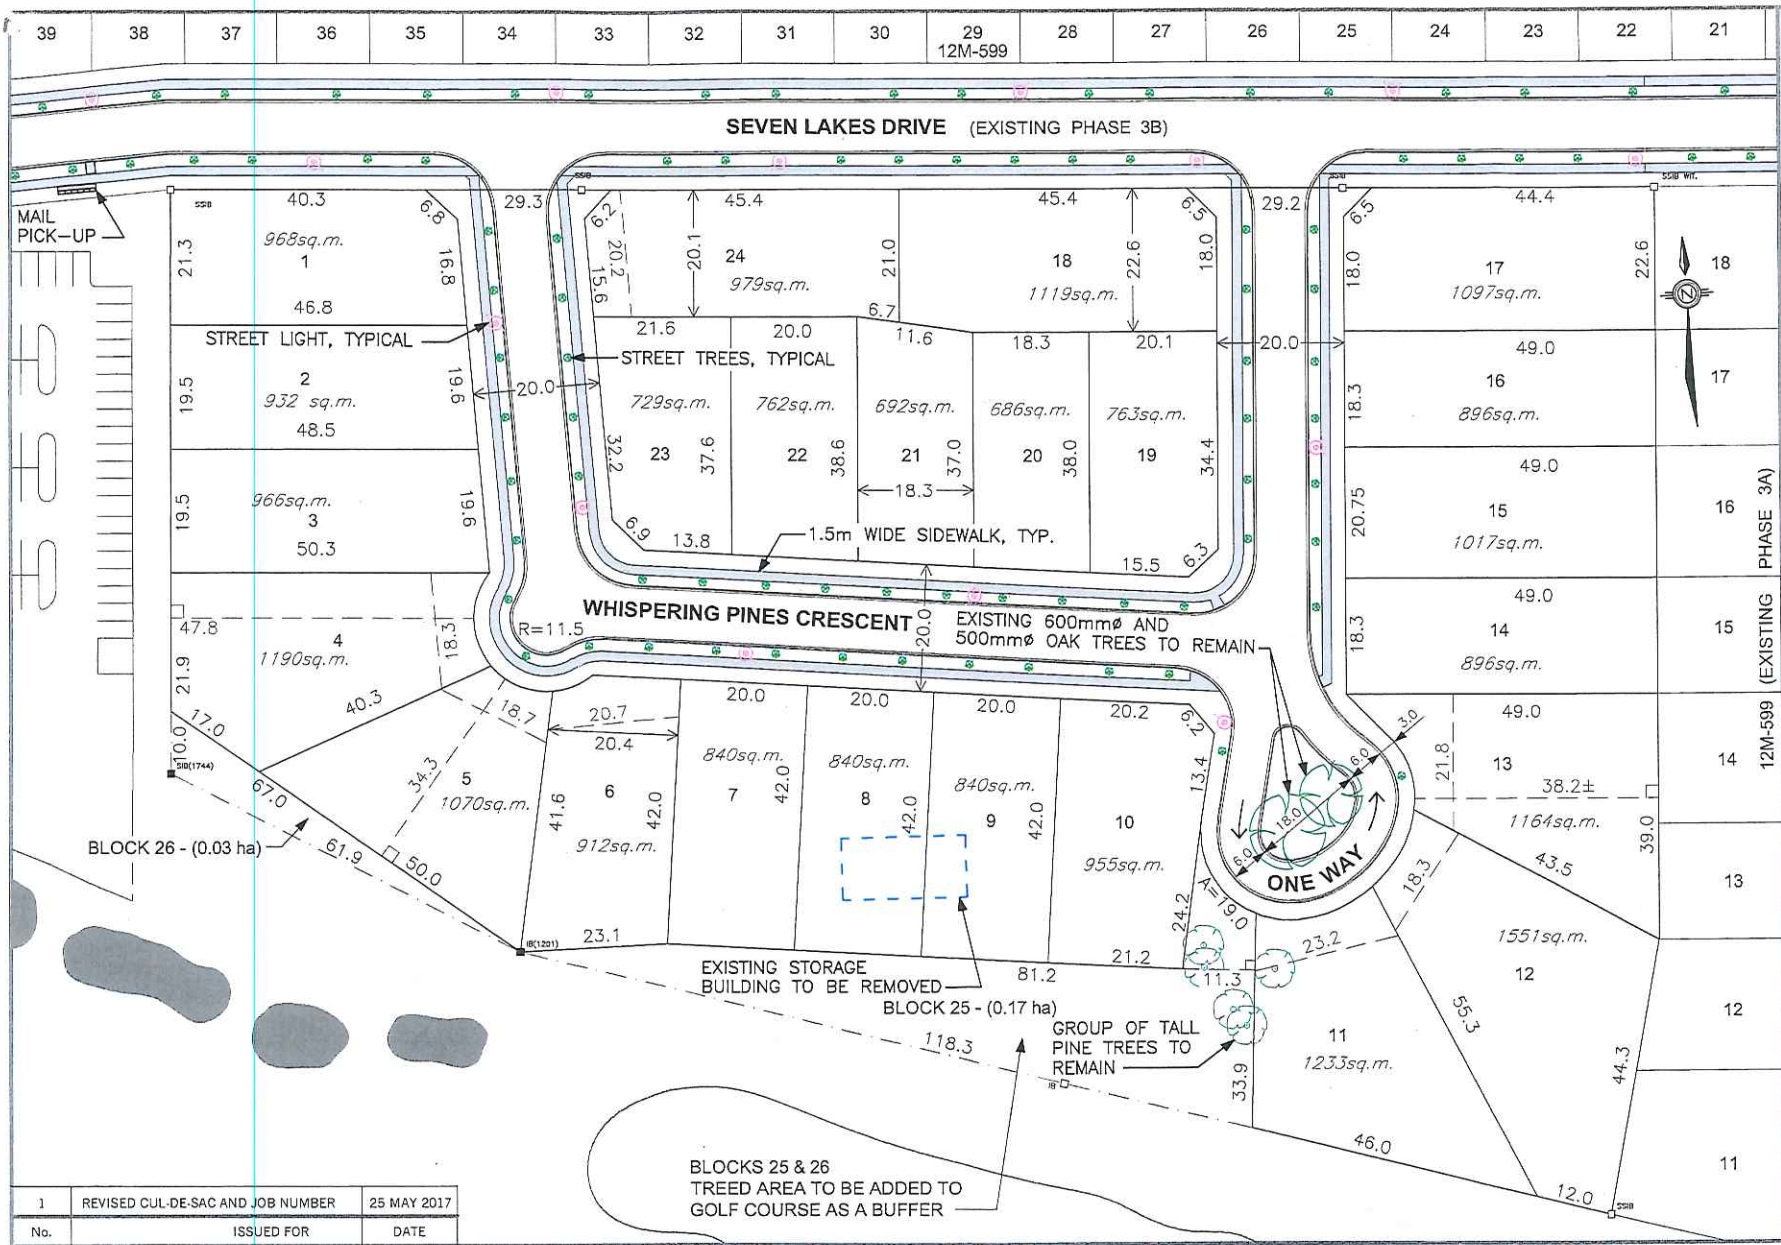 39 38 37 36 35 34 33 32 31 30 29 28 27 26 25 24 23 22 21
12M-599
SEVEN LAKES DRIVE (EXISTING PHASE 3B)
MAIL
PICK-UP
SSIB
40.3
6.8
29.3
SSIB
6.2
45.4
45.4
6.5
29.2
SSIB
6.5
44.4
SSIB WIT.
21.3
968sq.m.
1
16.8
46.8
15.6
20.2
20.1
24
979sq.m.
21.0
6.7
18
1119sq.m.
22.6
18.0
18.0
17
1097sq.m.
22.6
18
N
STREET LIGHT, TYPICAL
21.6
20.0
11.6
18.3
20.1
20.0
STREET TREES, TYPICAL
49.0
19.5
2
932 sq.m.
48.5
19.6
20.0
729sq.m.
762sq.m.
692sq.m.
686sq.m.
763sq.m.
18.3
16
896sq.m.
17
32.2
23
37.6
22
38.6
21
37.0
20
38.0
19
34.4
18.3
49.0
19.5
966sq.m.
3
50.3
19.6
6.9
13.8
1.5m WIDE SIDEWALK, TYP.
15.5
6.3
20.75
15
1017sq.m.
16
12M-599 (EXISTING PHASE 3A)
49.0
WHISPERING PINES CRESCENT
20.0
EXISTING 600mmø AND
500mmø OAK TREES TO REMAIN
47.8
4
1190sq.m.
18.3
R=11.5
18.3
14
896sq.m.
15
21.9
17.0
40.3
18.7
20.7
20.4
20.0
20.0
20.0
20.2
6.2
49.0
3.0
10.0
SIB(1744)
67.0
34.3
5
1070sq.m.
41.6
6
912sq.m.
42.0
840sq.m.
7
42.0
840sq.m.
8
42.0
840sq.m.
9
42.0
10
955sq.m.
13.4
6.0
18.0
6.0
ONE WAY
21.8
13
38.2±
1164sq.m.
39.0
14
BLOCK 26 - (0.03 ha)
61.9
50.0
24.2
A=19.0
18.3
43.5
13
IB(1201)
23.1
EXISTING STORAGE
BUILDING TO BE REMOVED
81.2
21.2
11.3
23.2
1551sq.m.
12
BLOCK 25 - (0.17 ha)
118.3
GROUP OF TALL
PINE TREES TO
REMAIN
IB
33.9
11
1233sq.m.
55.3
44.3
12
46.0
12.0
SSIB
11
BLOCKS 25 & 26
TREED AREA TO BE ADDED TO
GOLF COURSE AS A BUFFER
1 REVISED CUL-DE-SAC AND JOB NUMBER 25 MAY 2017
No. ISSUED FOR DATE